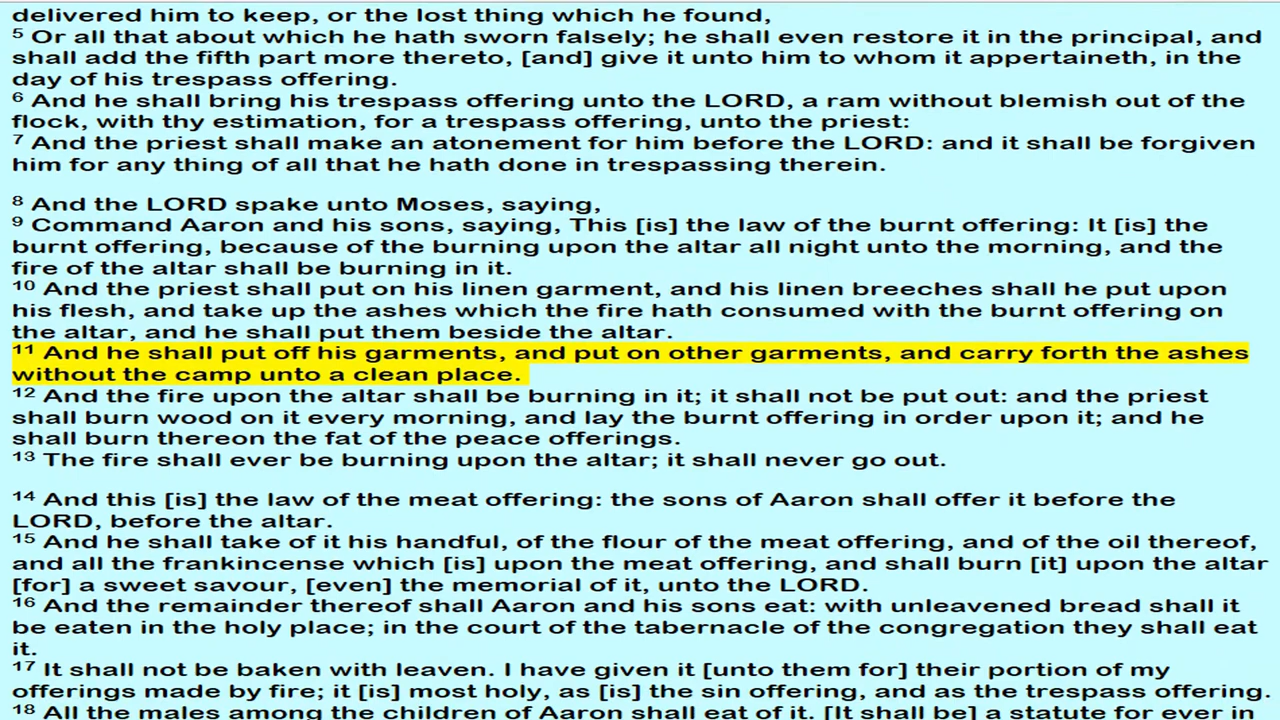 delivered him to keep, or the lost thing which he found,
5 Or all that about which he hath sworn falsely; he shall even restore it in the principal, and
shall add the fifth part more thereto, [and] give it unto him to whom it appertaineth, in the
day of his trespass offering.
6 And he shall bring his trespass offering unto the LORD, a ram without blemish out of the
flock, with thy estimation, for a trespass offering, unto the priest:
7 And the priest shall make an atonement for him before the LORD: and it shall be forgiven
him for any thing of all that he hath done in trespassing therein.
8 And the LORD spake unto Moses, saying,
9 Command Aaron and his sons, saying, This [is] the law of the burnt offering: It [is] the
burnt offering, because of the burning upon the altar all night unto the morning, and the
fire of the altar shall be burning in it.
10 And the priest shall put on his linen garment, and his linen breeches shall he put upon
his flesh, and take up the ashes which the fire hath consumed with the burnt offering on
the altar, and he shall put them beside the altar.
11 And he shall put off his garments, and put on other garments, and carry forth the ashes
without the camp unto a clean place.
12 And the fire upon the altar shall be burning in it; it shall not be put out: and the priest
shall burn wood on it every morning, and lay the burnt offering in order upon it; and he
shall burn thereon the fat of the peace offerings.
13 The fire shall ever be burning upon the altar; it shall never go out.
14 And this [is] the law of the meat offering: the sons of Aaron shall offer it before the
LORD, before the altar.
15 And he shall take of it his handful, of the flour of the meat offering, and of the oil thereof,
and all the frankincense which [is] upon the meat offering, and shall burn [it] upon the altar
[for] a sweet savour, [even] the memorial of it, unto the LORD.
16 And the remainder thereof shall Aaron and his sons eat: with unleavened bread shall it
be eaten in the holy place; in the court of the tabernacle of the congregation they shall eat
it.
17 It shall not be baken with leaven. I have given it [unto them for] their portion of my
offerings made by fire; it [is] most holy, as [is] the sin offering, and as the trespass offering.
18 All the males among the children of Aaron shall eat of it. [It shall be] a statute for ever in